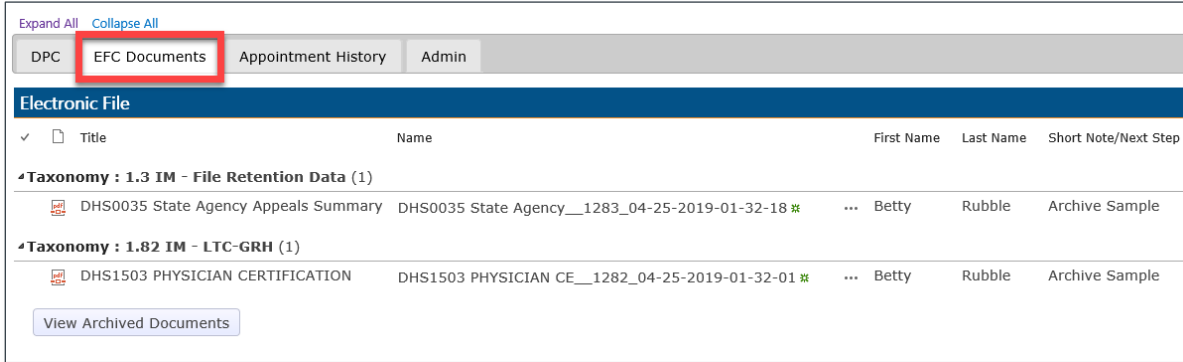 Expand All Collapse All
DPC EFC Documents Appointment History Admin
Electronic File
Title Name First Name Last Name Short Note/Next Step
Taxonomy : 1.3 IM - File Retention Data (1)
DHS0035 State Agency Appeals Summary DHS0035 State Agency__1283_04-25-2019-01-32-18 ... Betty Rubble Archive Sample
Taxonomy : 1.82 IM - LTC-GRH (1)
DHS1503 PHYSICIAN CERTIFICATION DHS1503 PHYSICIAN CE__1282_04-25-2019-01-32-01 ... Betty Rubble Archive Sample
View Archived Documents